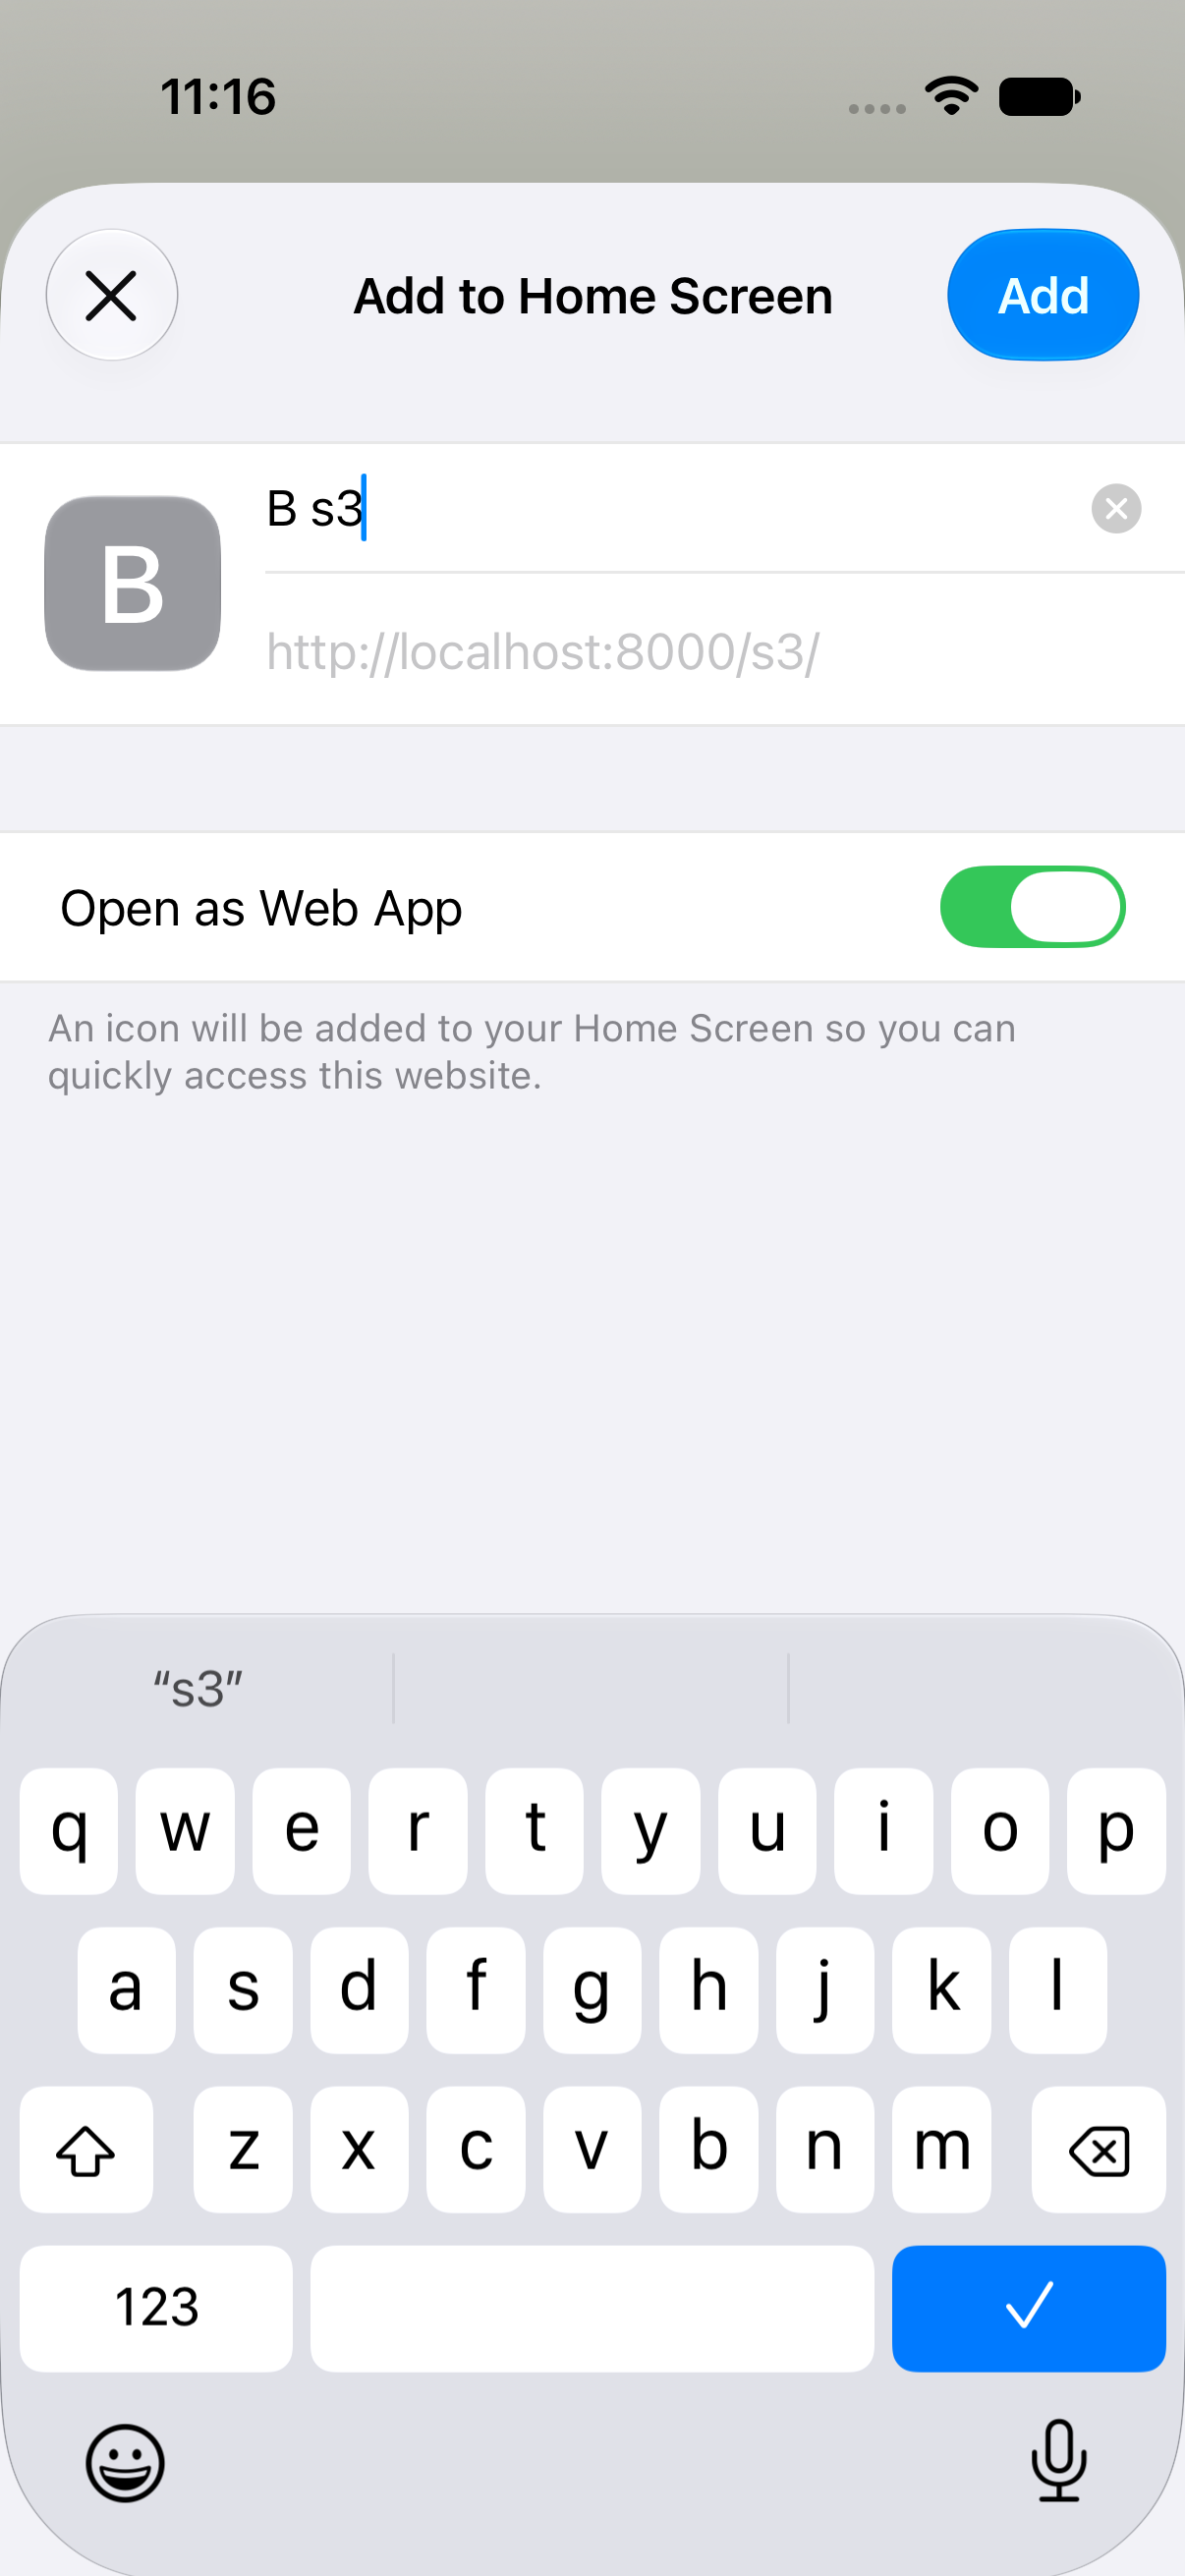 11:16
Add to Home Screen
Add
B s3
B
http://localhost:8000/s3/
Open as Web App
An icon will be added to your Home Screen so you can
quickly access this website.
“s3”
q w e r t y u i o p
a s d f g h j k l
z x c v b n m
123